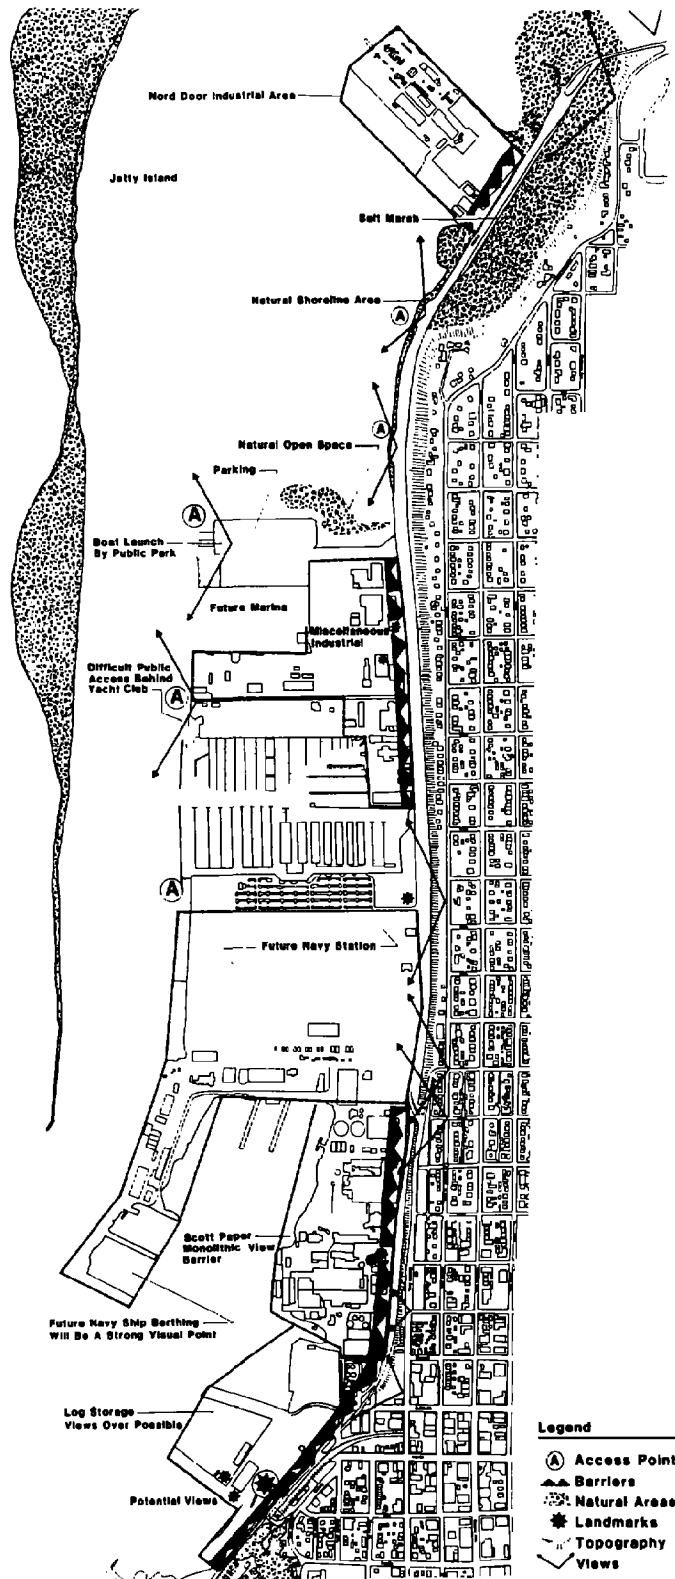 Nord Door Industrial Area
Jetty Island
Salt Marsh
Natural Shoreline Area
A
A
Natural Open Space
Parking
A
Boat Launch
By Public Park
Future Marina
Miscellaneous
Industrial
Difficult Public
Access Behind
Yacht Club
A
A
Future Navy Station
Scott Paper
Monolithic View
Barrier
Future Navy Ship Berthing
Will Be A Strong Visual Point
Log Storage
Views Over Possible
Potential Views
Legend
A Access Point
Barriers
Natural Areas
Landmarks
Topography
Views